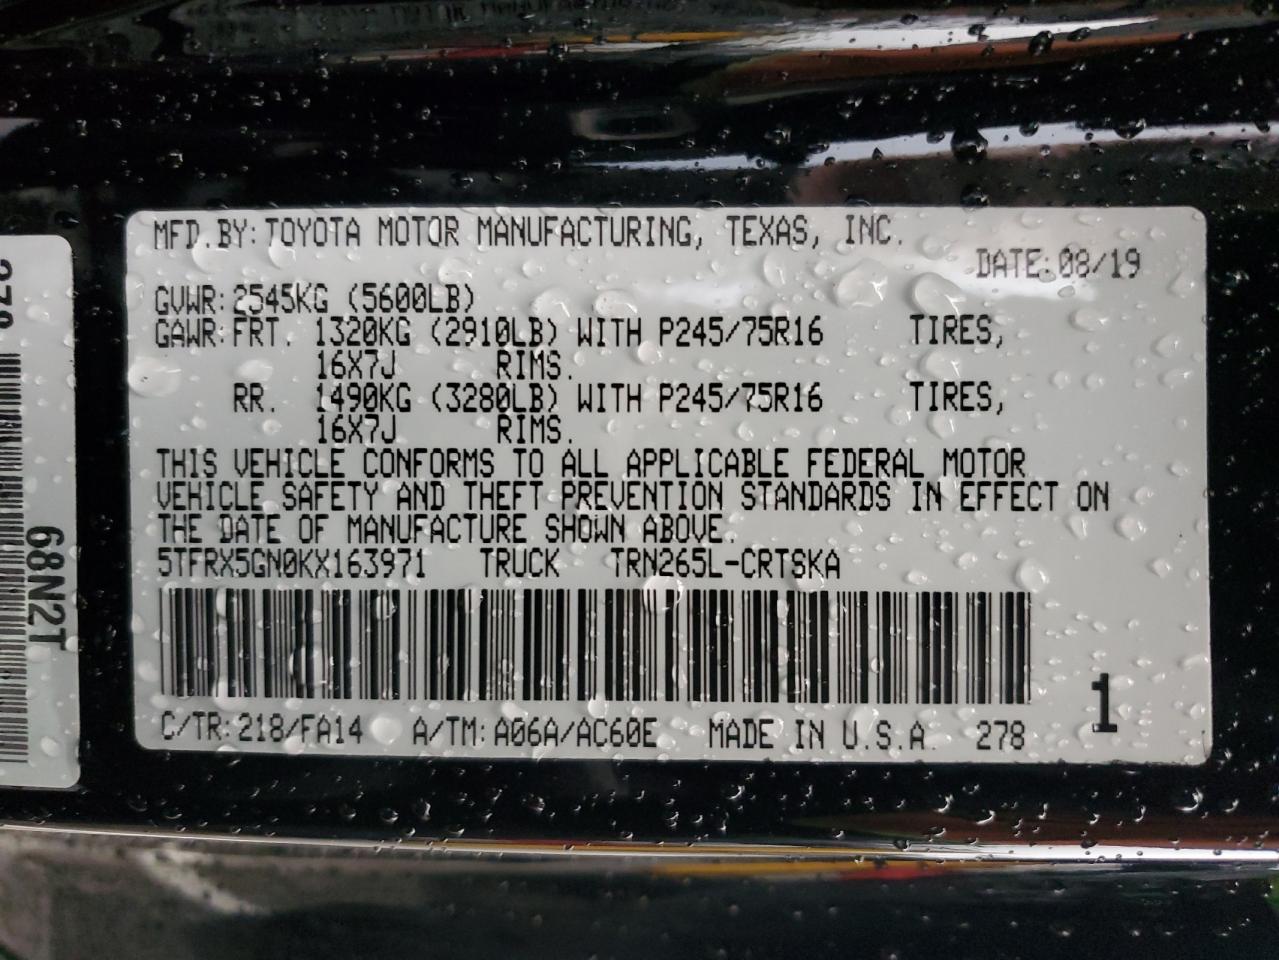 MFD.BY: TOYOTA MOTOR MANUFACTURING, TEXAS, INC.
DATE: 08/19
GVWR: 2545KG (5600LB)
GAWR: FRT. 1320KG (2910LB) WITH P245/75R16 TIRES,
16X7J RIMS.
RR. 1490KG (3280LB) WITH P245/75R16 TIRES,
16X7J RIMS.
THIS VEHICLE CONFORMS TO ALL APPLICABLE FEDERAL MOTOR
VEHICLE SAFETY AND THEFT PREVENTION STANDARDS IN EFFECT ON
THE DATE OF MANUFACTURE SHOWN ABOVE.
5TFRX5GN0KX163971 TRUCK TRN265L-CRTSKA
C/TR: 218/FA14 A/TM: A06A/AC60E MADE IN U.S.A. 278 1
68N2T